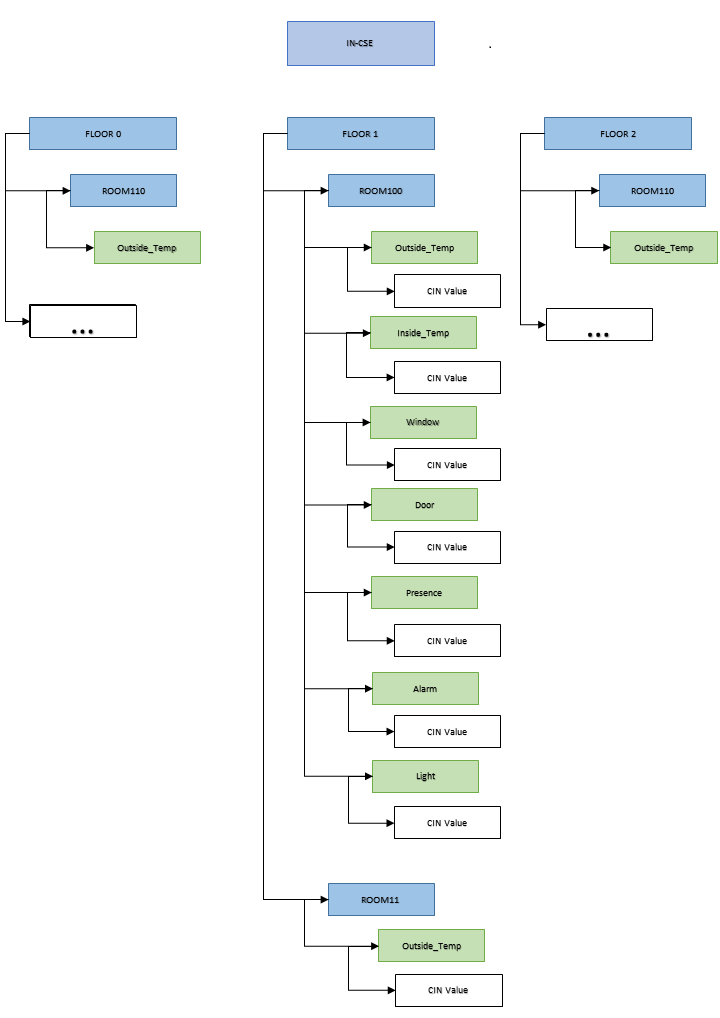 IN-CSE
.
FLOOR 0
FLOOR 1
FLOOR 2
ROOM110
ROOM100
ROOM110
Outside_Temp
Outside_Temp
Outside_Temp
CIN Value
...
...
Inside_Temp
CIN Value
Window
CIN Value
Door
CIN Value
Presence
CIN Value
Alarm
CIN Value
Light
CIN Value
ROOM11
Outside_Temp
CIN Value